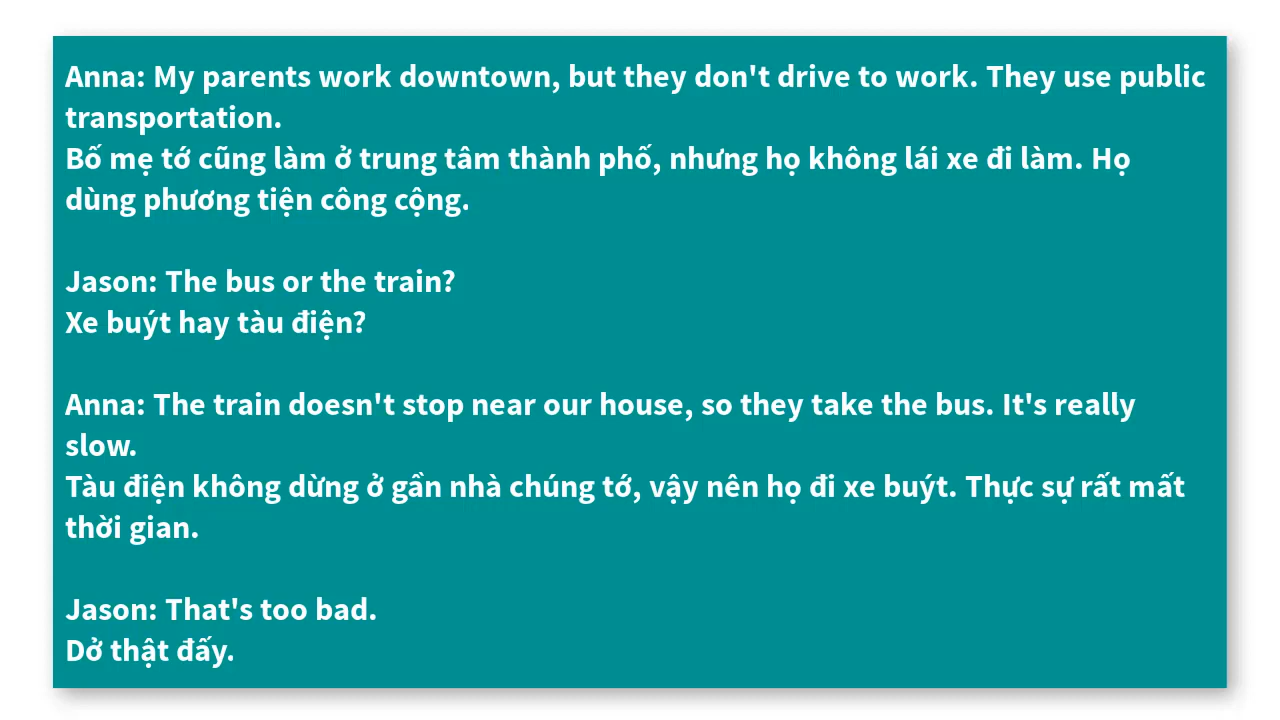 Anna: My parents work downtown, but they don't drive to work. They use public
transportation.
Bố mẹ tớ cũng làm ở trung tâm thành phố, nhưng họ không lái xe đi làm. Họ
dùng phương tiện công cộng.
Jason: The bus or the train?
Xe buýt hay tàu điện?
Anna: The train doesn't stop near our house, so they take the bus. It's really
slow.
Tàu điện không dừng ở gần nhà chúng tớ, vậy nên họ đi xe buýt. Thực sự rất mất
thời gian.
Jason: That's too bad.
Dở thật đấy.